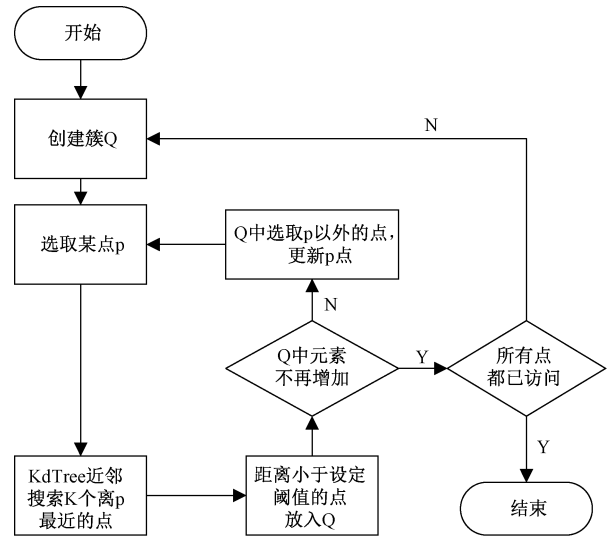 开始
创建簇Q
N
选取某点p
Q中选取p以外的点，
更新p点
N
Q中元素
不再增加
Y
所有点
都已访问
Y
KdTree近邻
搜索K个离p
最近的点
距离小于设定
阈值的点
放入Q
结束